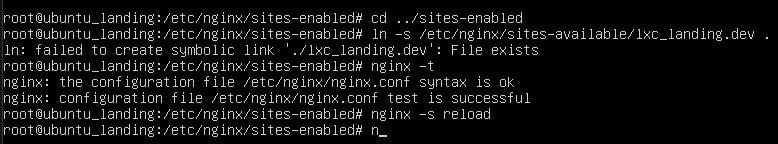 root@ubuntu_landing:/etc/nginx/sites-enabled# cd ../sites-enabled
root@ubuntu_landing:/etc/nginx/sites-enabled# ln -s /etc/nginx/sites-available/lxc_landing.dev .
ln: failed to create symbolic link './lxc_landing.dev': File exists
root@ubuntu_landing:/etc/nginx/sites-enabled# nginx -t
nginx: the configuration file /etc/nginx/nginx.conf syntax is ok
nginx: configuration file /etc/nginx/nginx.conf test is successful
root@ubuntu_landing:/etc/nginx/sites-enabled# nginx -s reload
root@ubuntu_landing:/etc/nginx/sites-enabled# n_